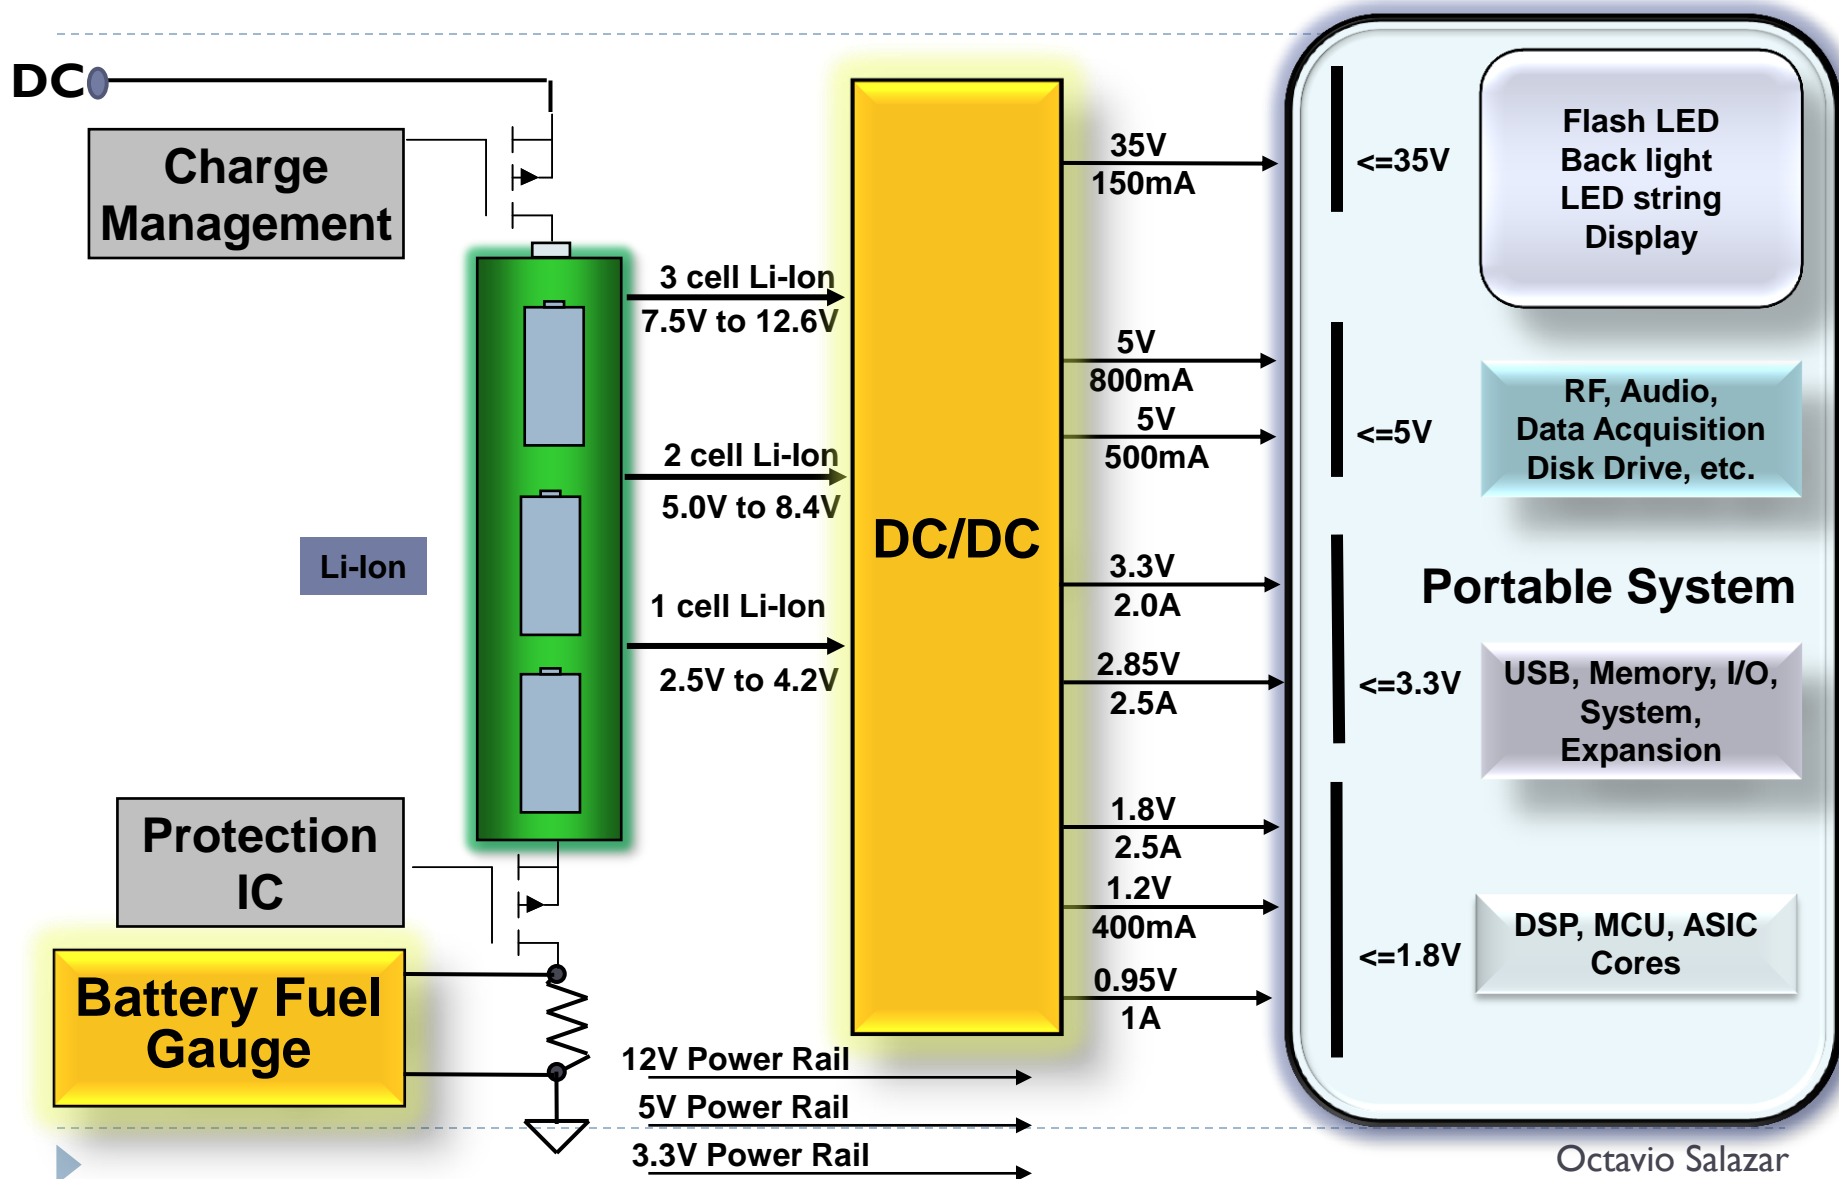 DC
Charge
Management
3 cell Li-Ion
7.5V to 12.6V
2 cell Li-Ion
5.0V to 8.4V
Li-Ion
1 cell Li-Ion
2.5V to 4.2V
Protection
IC
Battery Fuel
Gauge
12V Power Rail
5V Power Rail
3.3V Power Rail
DC/DC
35V
150mA
5V
800mA
5V
500mA
3.3V
2.0A
2.85V
2.5A
1.8V
2.5A
1.2V
400mA
0.95V
1A
<=35V
Flash LED
Back light
LED string
Display
<=5V
RF, Audio,
Data Acquisition
Disk Drive, etc.
Portable System
<=3.3V
USB, Memory, I/O,
System,
Expansion
<=1.8V
DSP, MCU, ASIC
Cores
Octavio Salazar